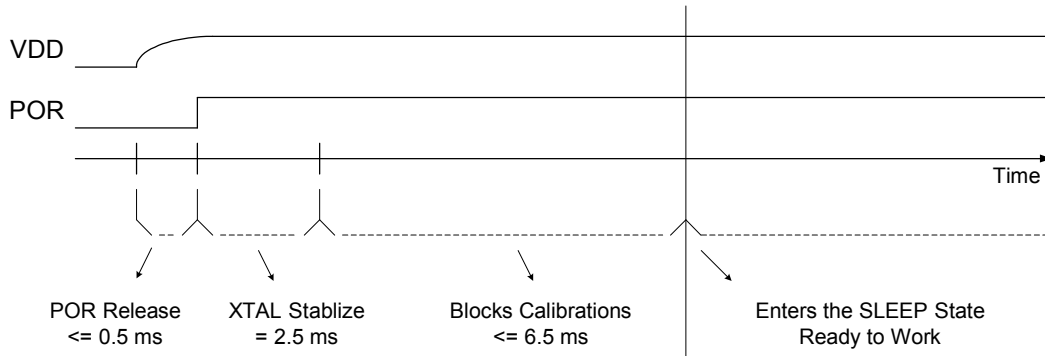 VDD
POR
Time
POR Release
<= 0.5 ms
XTAL Stablize
= 2.5 ms
Blocks Calibrations
<= 6.5 ms
Enters the SLEEP State
Ready to Work